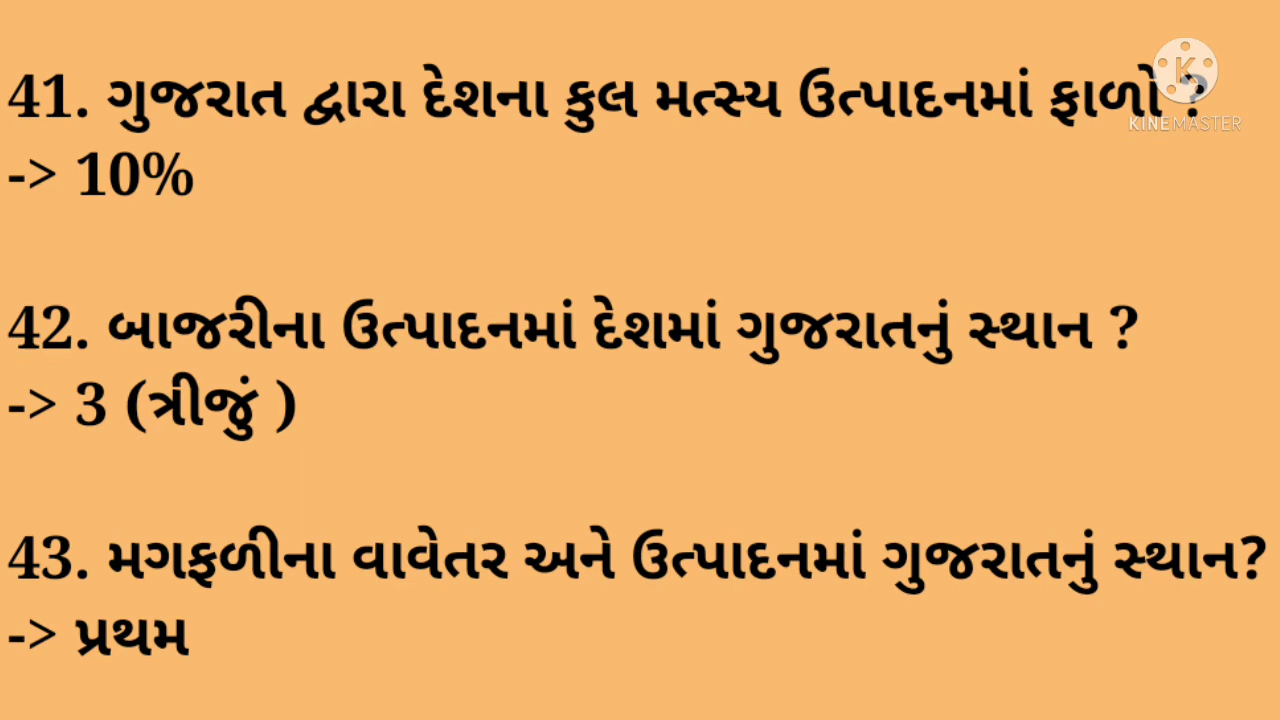 41. ગુજરાત દ્વારા દેશના કુલ મત્સ્ય ઉત્પાદનમાં ફાળો ?
-> 10%
42. બાજરીના ઉત્પાદનમાં દેશમાં ગુજરાતનું સ્થાન ?
-> 3 (ત્રીજું )
43. મગફળીના વાવેતર અને ઉત્પાદનમાં ગુજરાતનું સ્થાન?
-> પ્રથમ
K
KINEMASTER